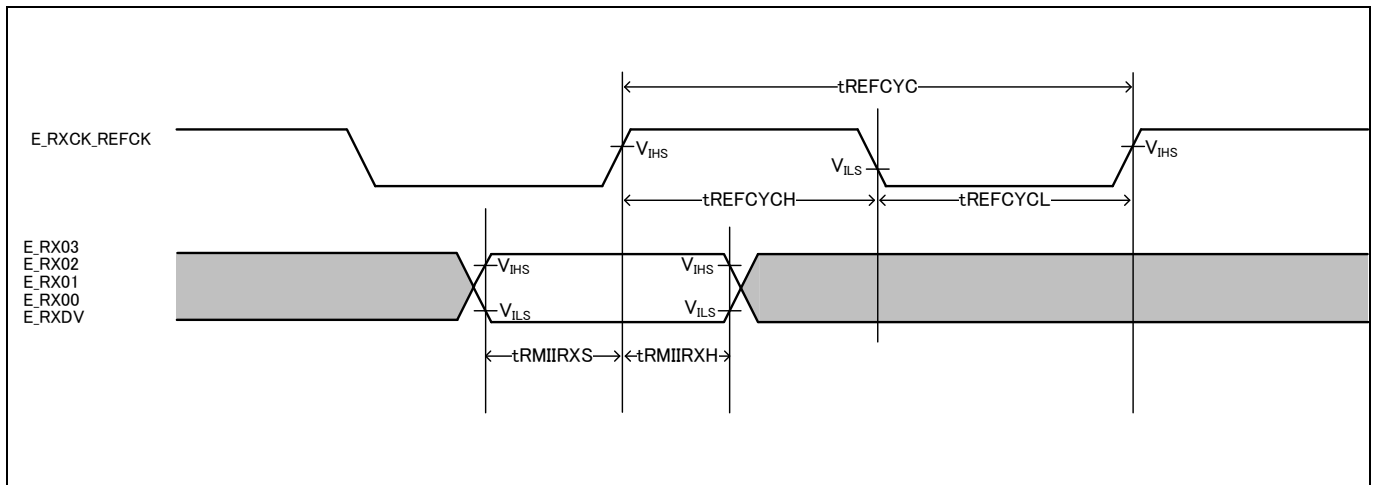 tREFCYC
E_RXCK_REFCK
VIHS
VILS
VIHS
tREFCYCH
tREFCYCL
E_RX03
E_RX02
E_RX01
E_RX00
E_RXDV
VIHS
VIHS
VILS
VILS
tRMIIRXS
tRMIIRXH